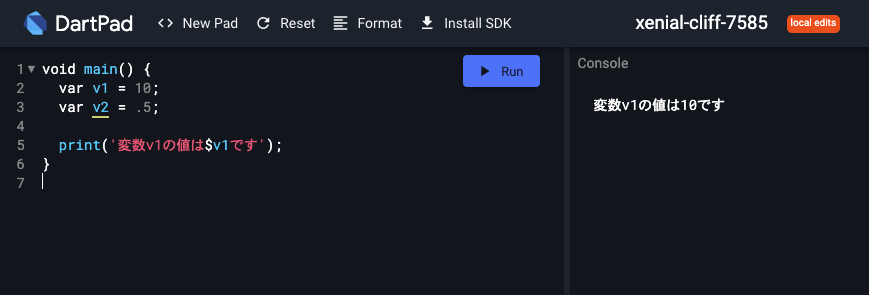 DartPad <> New Pad Reset Format Install SDK xenial-cliff-7585 local edits
Run
Console
1 void main() {
2 var v1 = 10;
3 var v2 = .5;
4
5 print('変数v1の値は$v1です');
6 }
7
変数v1の値は10です